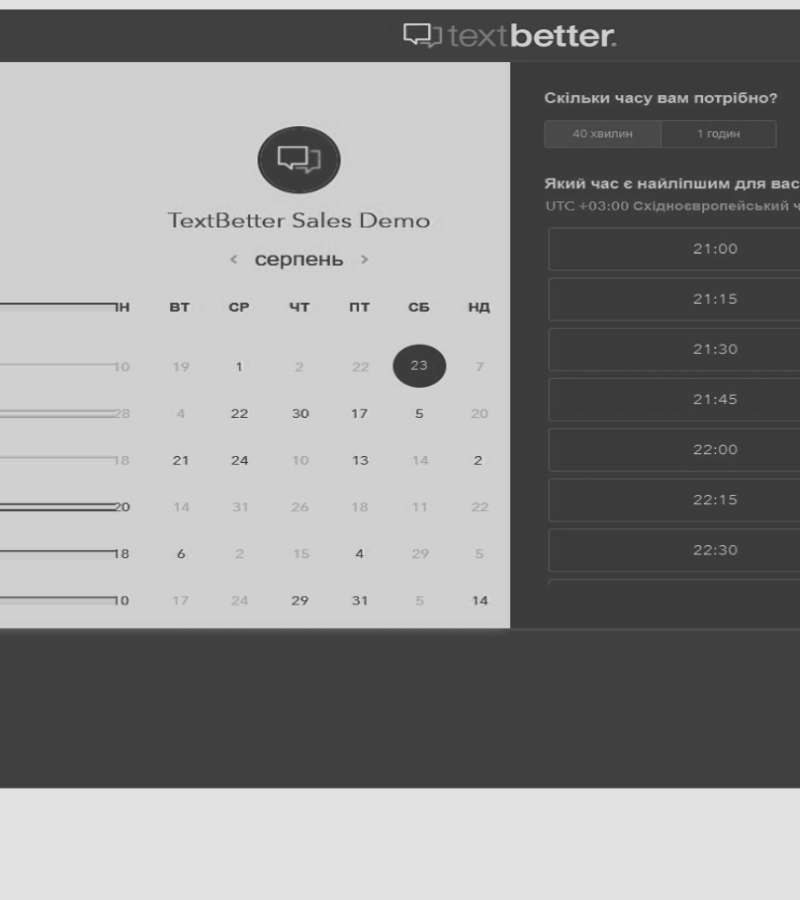 textbetter.
TextBetter Sales Demo
серпень
ВТ СР ЧТ ПТ СБ НД
10 19 1 2 22 23 7
28 4 22 30 17 5 20
18 21 24 10 13 14 2
20 14 31 26 18 11 22
18 6 2 15 4 29 5
10 17 24 29 31 5 14
Скільки часу вам потрібно?
40 хвилин 1 годин
Який час є найліпшим для вас
UTC +03:00 Східноєвропейський
21:00
21:15
21:30
21:45
22:00
22:15
22:30